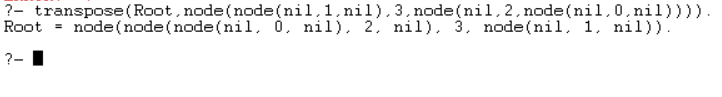 ?- transpose(Root,node(node(nil,1,nil),3,node(nil,2,node(nil,0,nil)))).
Root = node(node(node(nil, 0, nil), 2, nil), 3, node(nil, 1, nil)).
?-